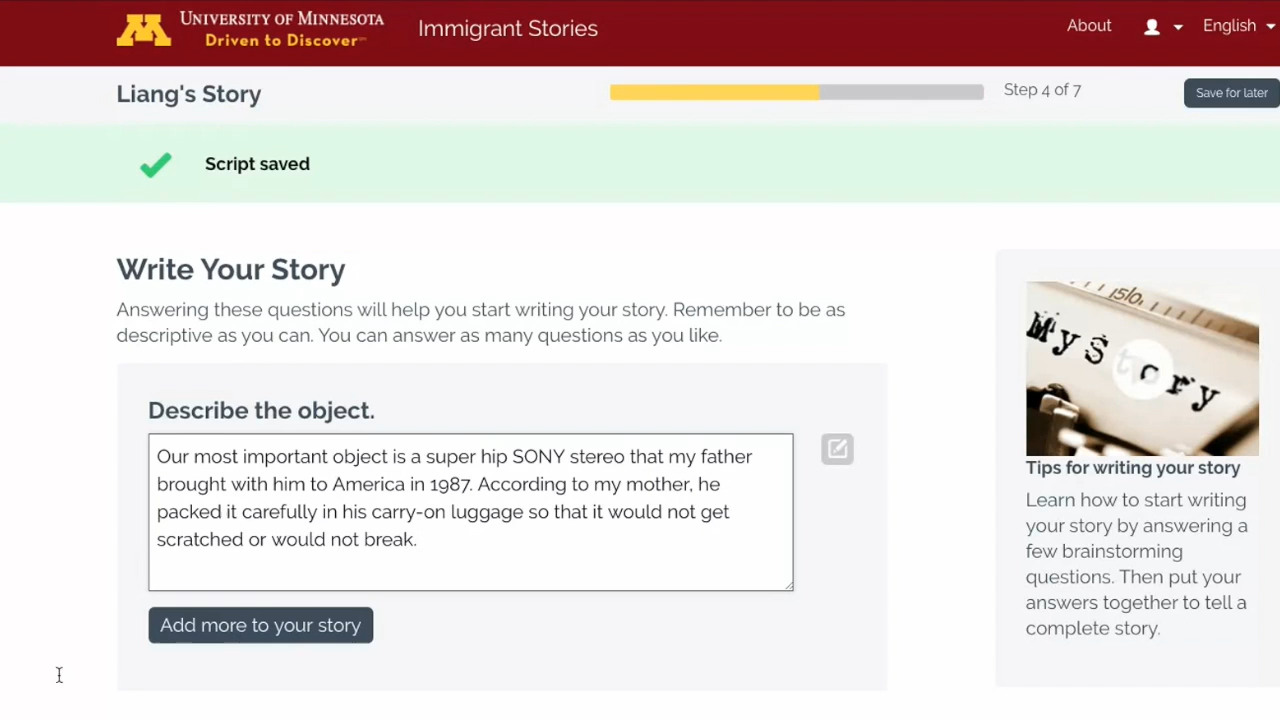 UNIVERSITY OF MINNESOTA
Driven to Discover
Immigrant Stories
About
English
Liang's Story
Step 4 of 7
Save for later
Script saved
Write Your Story
Answering these questions will help you start writing your story. Remember to be as
descriptive as you can. You can answer as many questions as you like.
Describe the object.
Our most important object is a super hip SONY stereo that my father
brought with him to America in 1987. According to my mother, he
packed it carefully in his carry-on luggage so that it would not get
scratched or would not break.
Add more to your story
My Story
Tips for writing your story
Learn how to start writing
your story by answering a
few brainstorming
questions. Then put your
answers together to tell a
complete story.